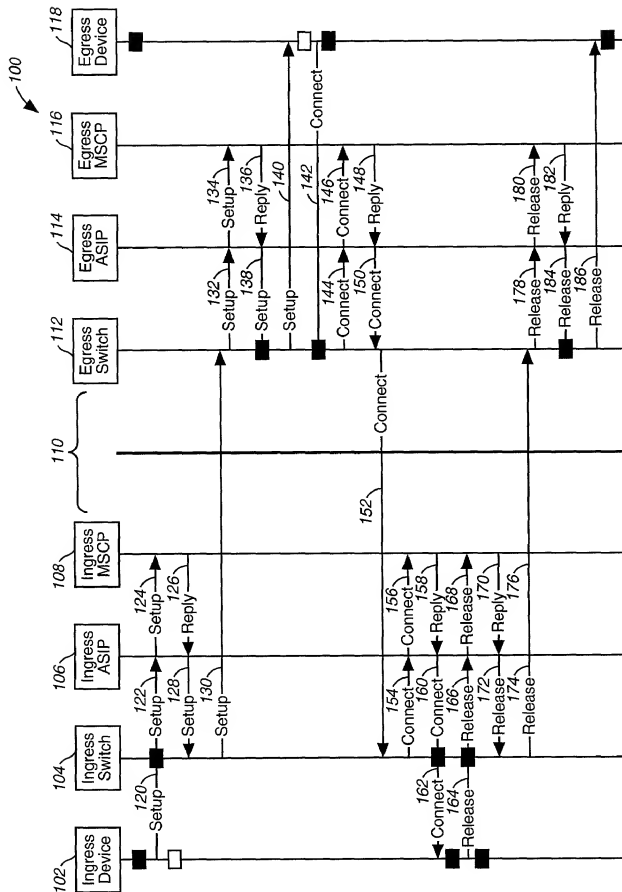 100
102
104
106
108
110
112
114
116
118
Ingress
Device
Ingress
Switch
Ingress
ASIP
Ingress
MSCP
Egress
Switch
Egress
ASIP
Egress
MSCP
Egress
Device
120
Setup
122
Setup
124
Setup
126
Reply
128
Setup
130
Setup
132
Setup
134
Setup
136
Reply
138
Setup
140
Setup
142
Connect
144
Connect
146
Connect
148
Reply
150
Connect
152
Connect
154
Connect
156
Connect
158
Reply
160
Connect
162
Connect
164
Release
166
Release
168
Release
170
Reply
172
Release
174
Release
176
178
Release
180
Release
182
Reply
184
Release
186
Release